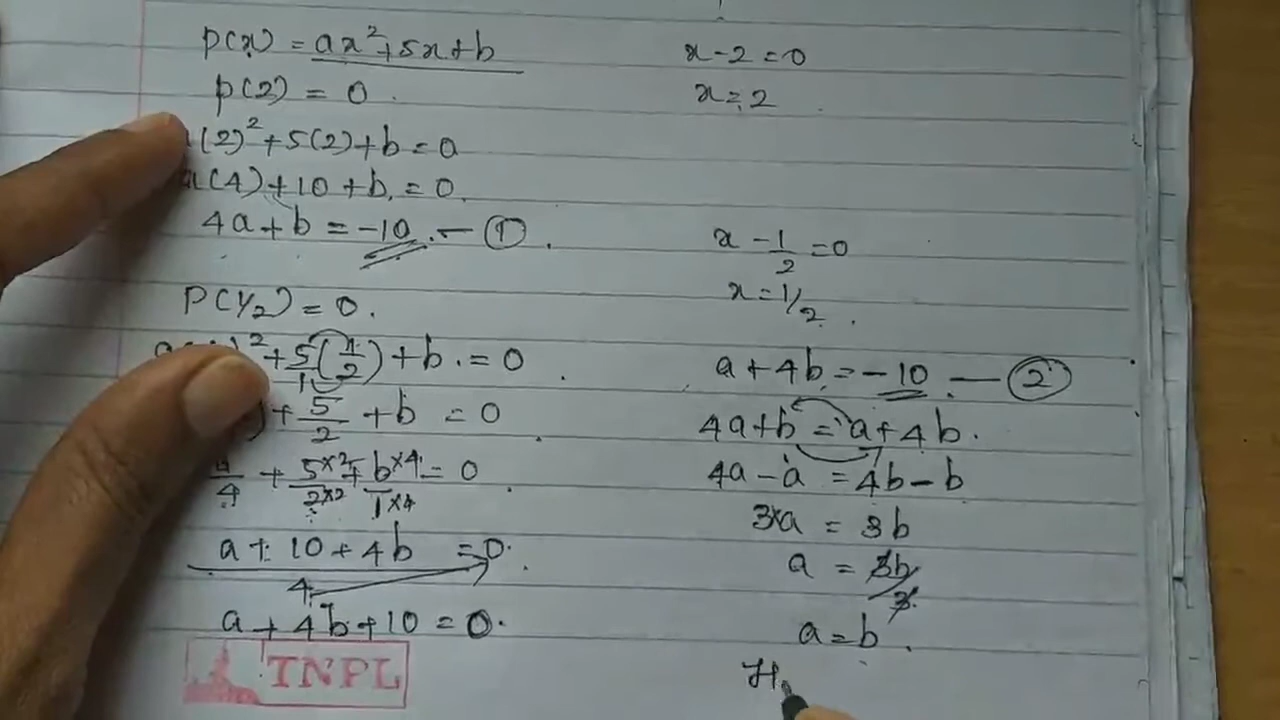 p(x) = ax²+5x+b
p(2) = 0.
(2)²+5(2)+b=0
a(4)+10+b=0.
4a+b = -10. — ①.
P(1/2)=0.
²+5(1/2)+b.=0.
+5/2+b =0.
/4 + 5×2/2×2 + b×4/1×4 = 0.
a+10+4b/4 =0.
a+4b+10=0.
TNPL
x-2=0
x=2.
x-1/2=0
x=1/2.
a+4b=-10. — ②
4a+b=a+4b.
4a-a =4b-b
3a = 3b
a = 3b/3.
a=b.
H